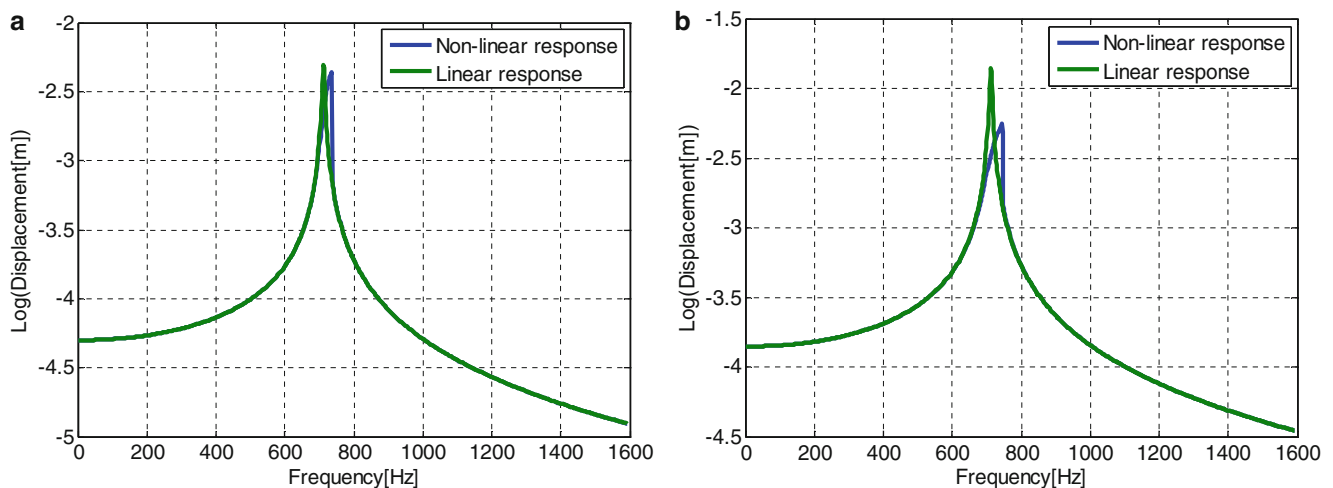 a
-2
-2.5
-3
-3.5
-4
-4.5
-5
Log(Displacement[m])
Non-linear response
Linear response
0 200 400 600 800 1000 1200 1400 1600
Frequency[Hz]
b
-1.5
-2
-2.5
-3
-3.5
-4
-4.5
Log(Displacement[m])
Non-linear response
Linear response
0 200 400 600 800 1000 1200 1400 1600
Frequency[Hz]